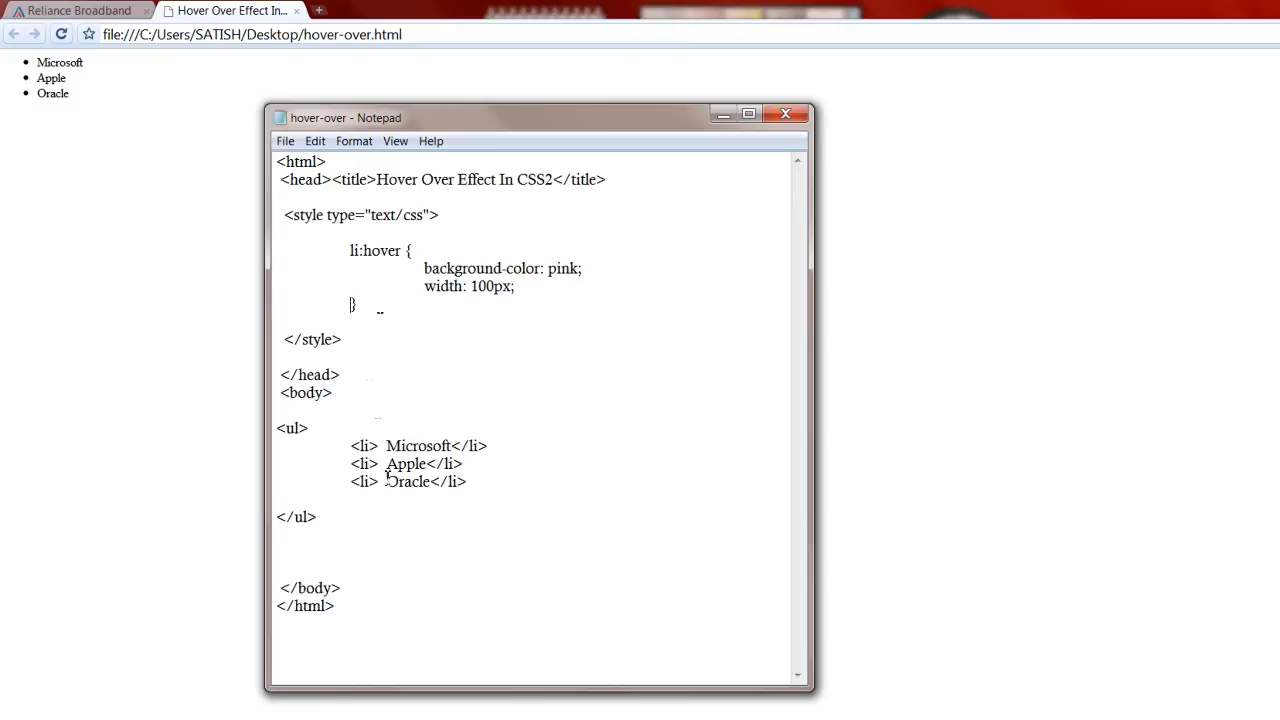 Reliance Broadband
Hover Over Effect In...
file:///C:/Users/SATISH/Desktop/hover-over.html
Microsoft
Apple
Oracle
hover-over - Notepad
File Edit Format View Help
<html>
<head><title>Hover Over Effect In CSS2</title>
<style type="text/css">
li:hover {
background-color: pink;
width: 100px;
}
</style>
</head>
<body>
<ul>
<li> Microsoft</li>
<li> Apple</li>
<li> Oracle</li>
</ul>
</body>
</html>